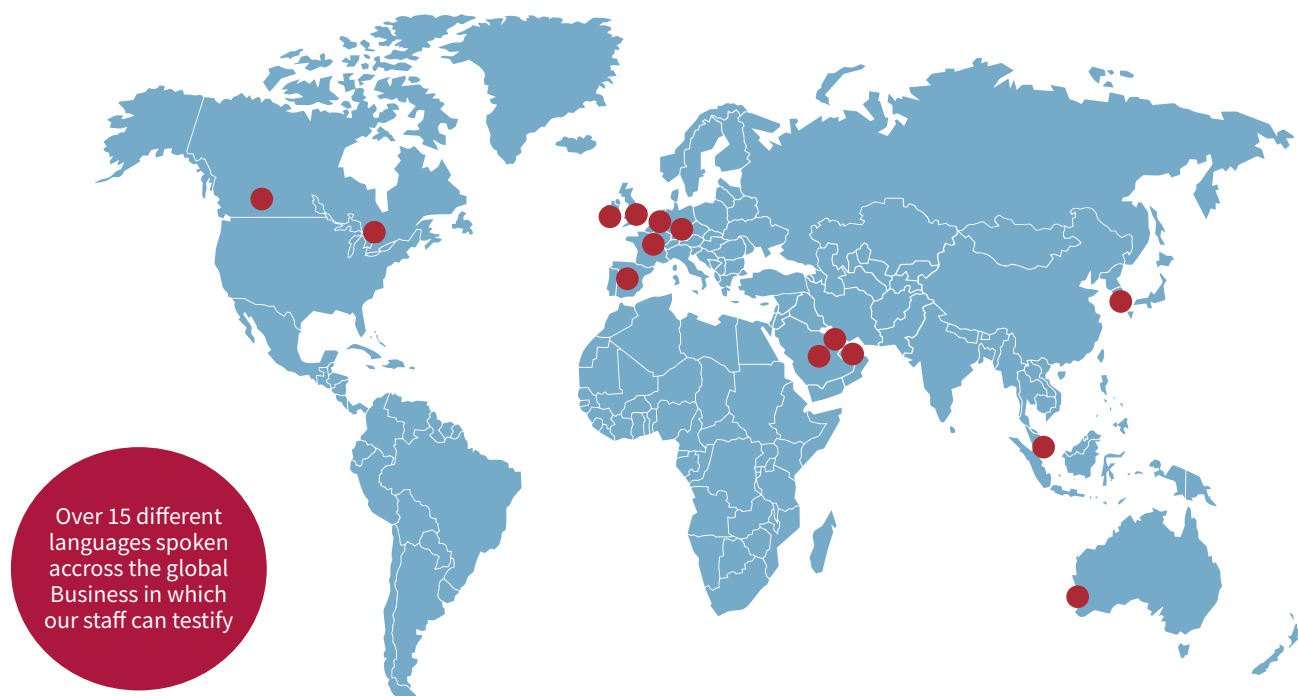 Over 15 different
languages spoken
accross the global
Business in which
our staff can testify